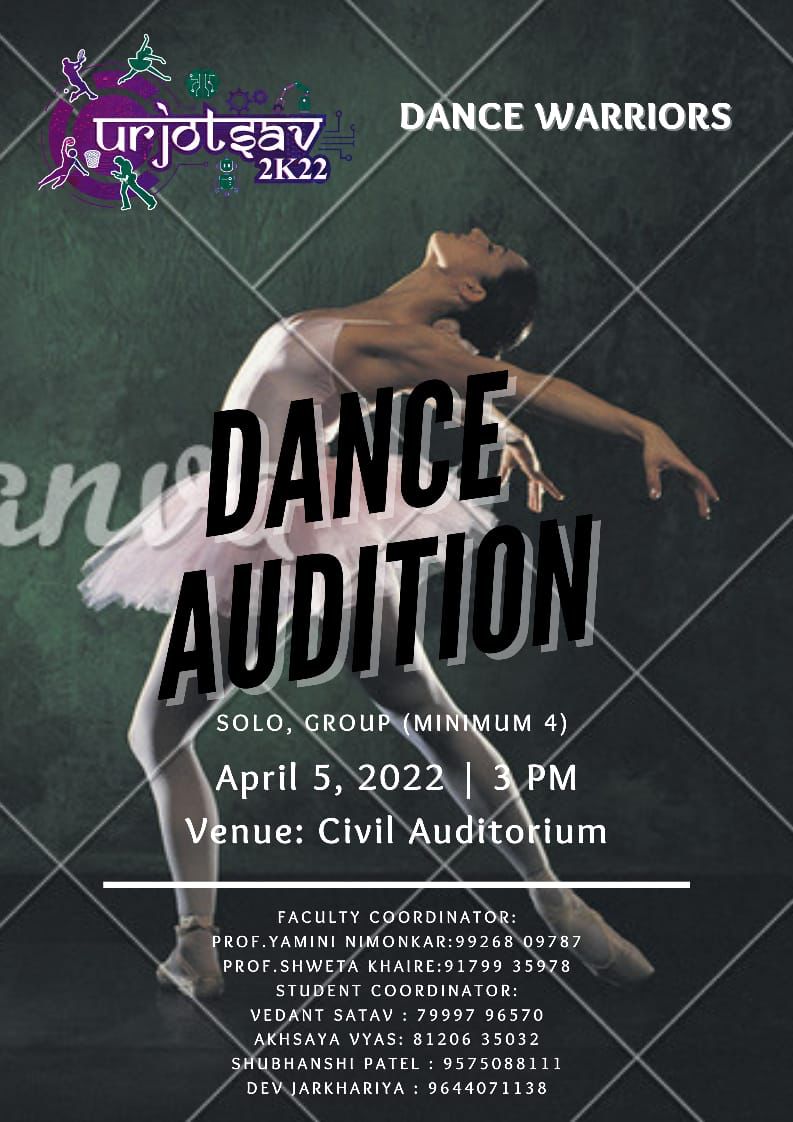 urjotsav
2K22
DANCE WARRIORS
anva
DANCE
AUDITION
SOLO, GROUP (MINIMUM 4)
April 5, 2022 | 3 PM
Venue: Civil Auditorium
FACULTY COORDINATOR:
PROF.YAMINI NIMONKAR:99268 09787
PROF.SHWETA KHAIRE:91799 35978
STUDENT COORDINATOR:
VEDANT SATAV : 79997 96570
AKHSAYA VYAS: 81206 35032
SHUBHANSHI PATEL : 9575088111
DEV JARKHARIYA : 9644071138